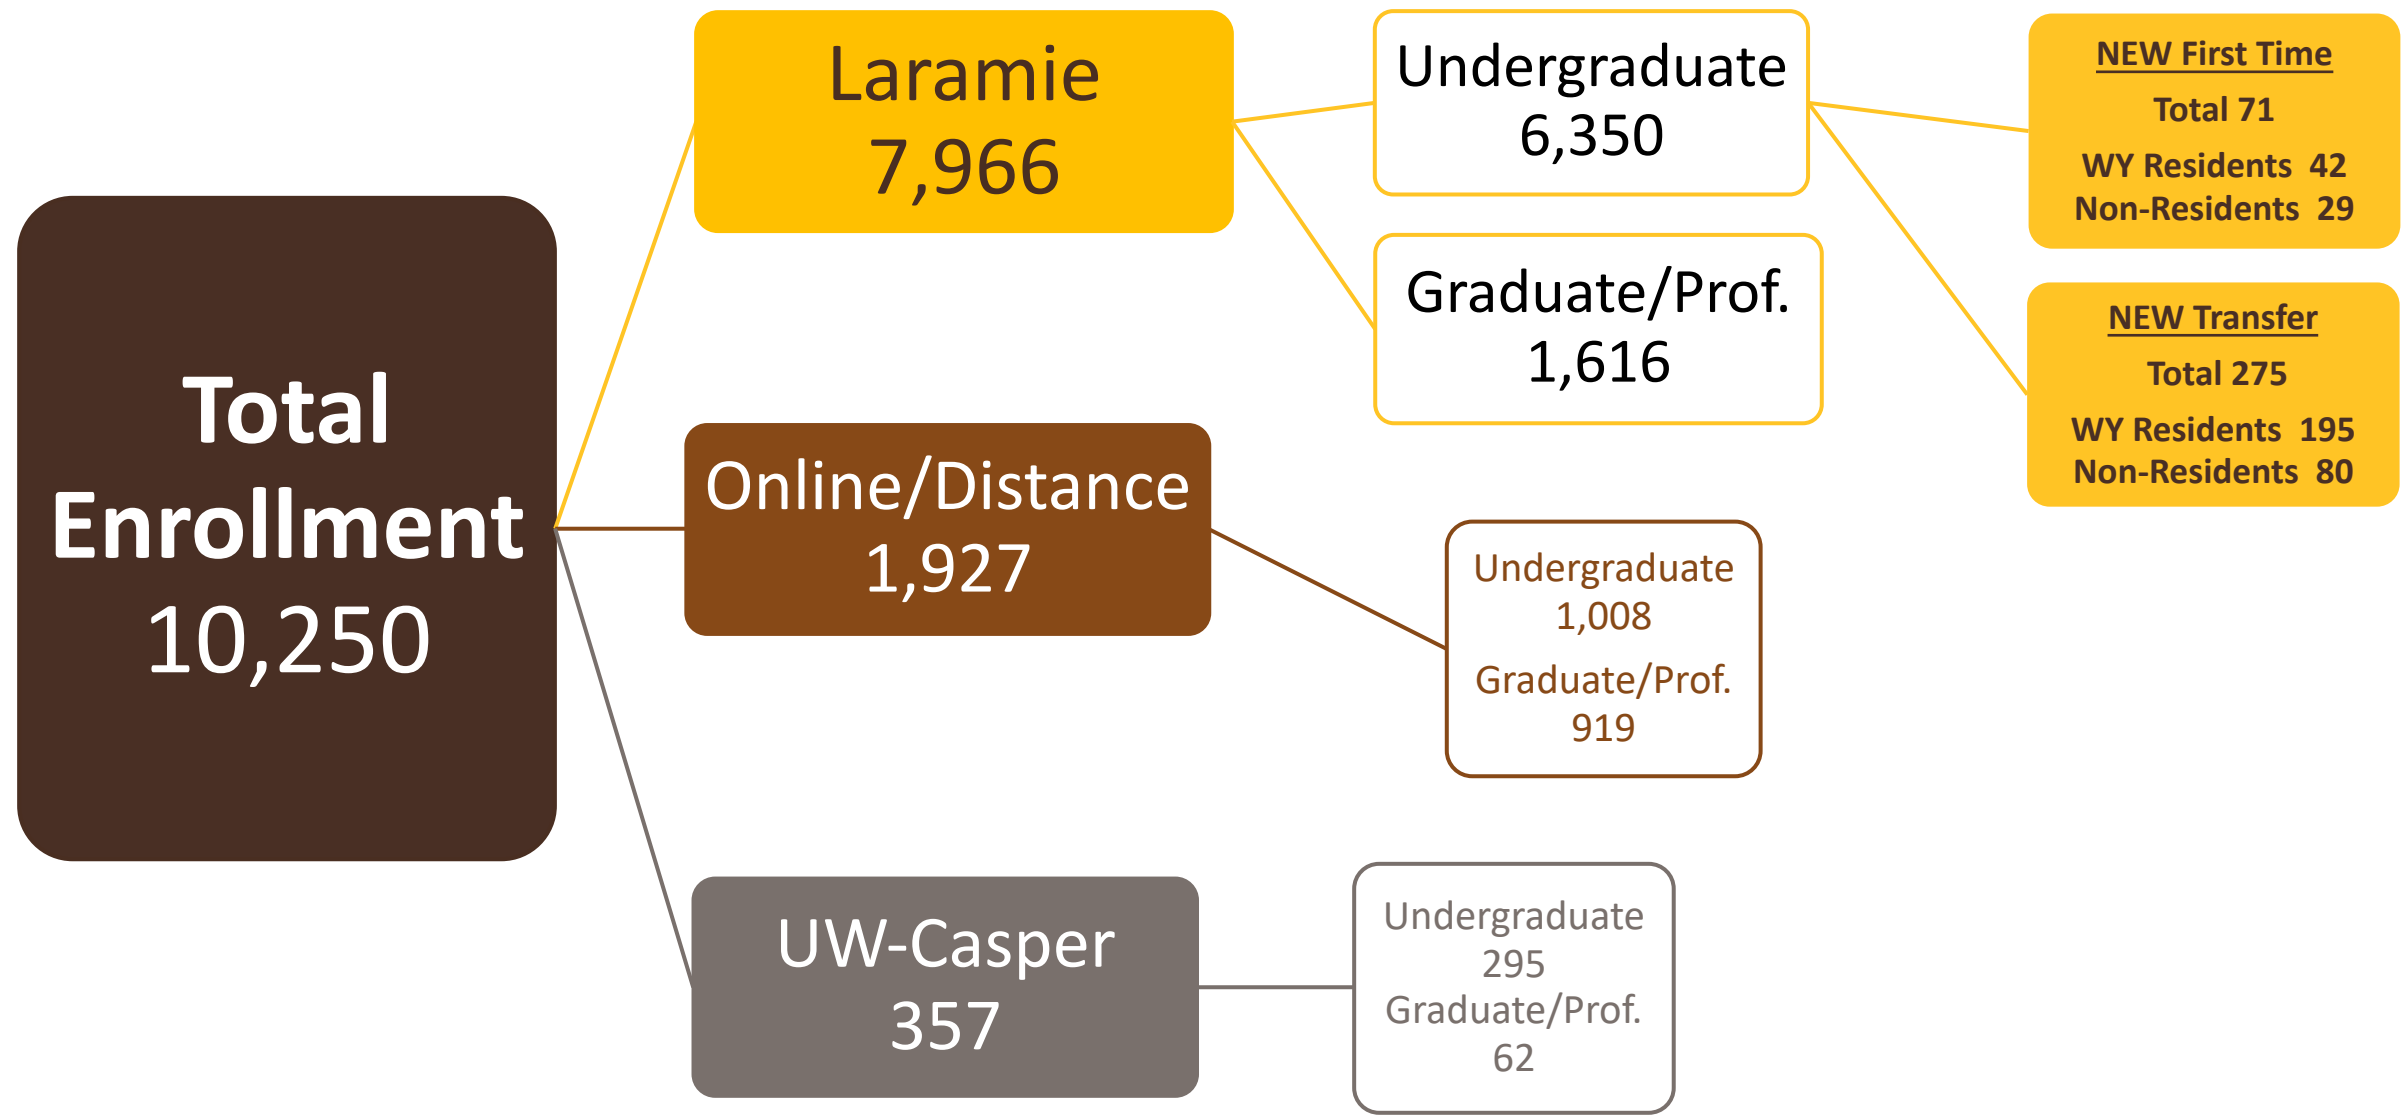 Total
Enrollment
10,250
Laramie
7,966
Undergraduate
6,350
Graduate/Prof.
1,616
NEW First Time
Total 71
WY Residents 42
Non-Residents 29
NEW Transfer
Total 275
WY Residents 195
Non-Residents 80
Online/Distance
1,927
Undergraduate
1,008
Graduate/Prof.
919
UW-Casper
357
Undergraduate
295
Graduate/Prof.
62